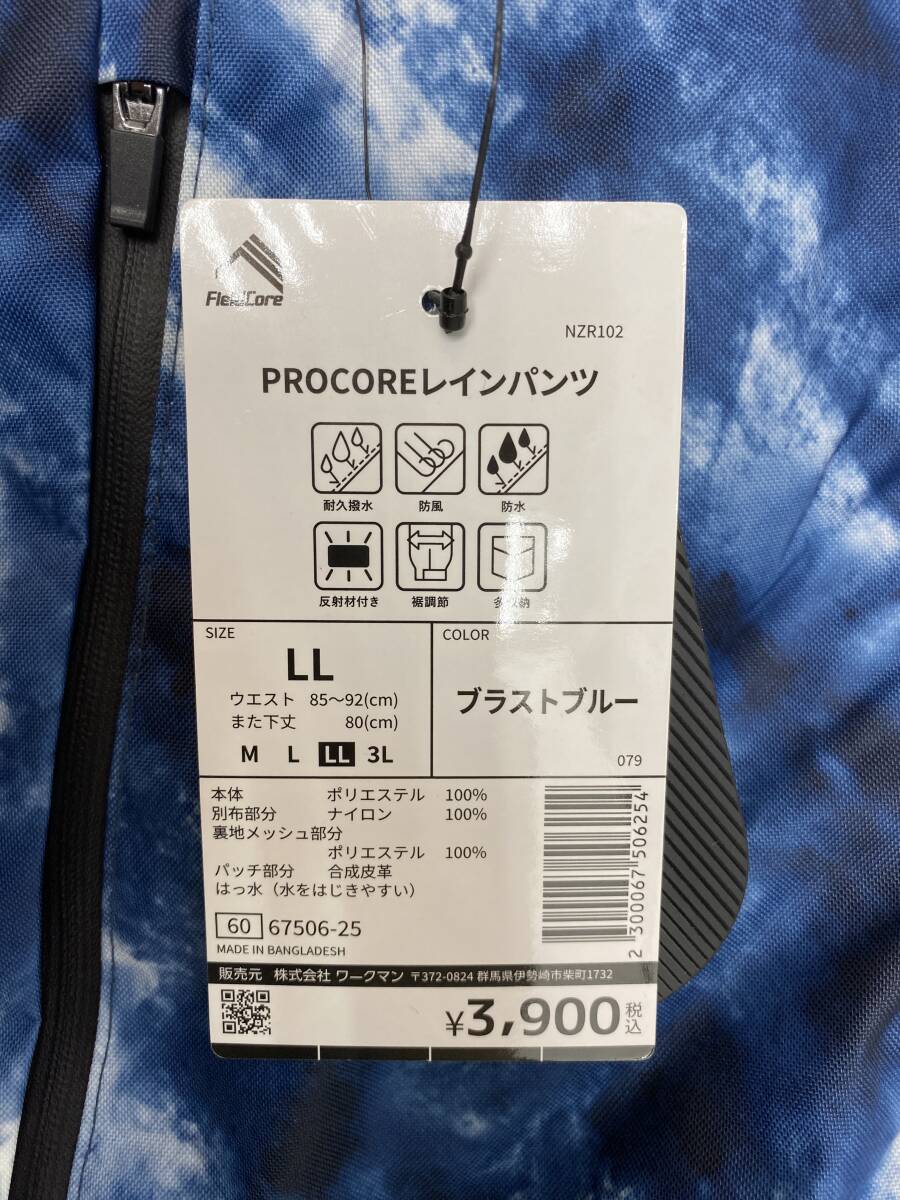 FieldCore
NZR102
PROCOREレインパンツ
耐久撥水 防風 防水
反射材付き 裾調節 多収納
SIZE
LL
ウエスト 85～92(cm)
また下丈 80(cm)
M L LL 3L
COLOR
ブラストブルー
079
本体 ポリエステル 100%
別布部分 ナイロン 100%
裏地メッシュ部分
ポリエステル 100%
パッチ部分 合成皮革
はっ水（水をはじきやすい）
60 67506-25
MADE IN BANGLADESH
2300067506254
販売元 株式会社 ワークマン 〒372-0824 群馬県伊勢崎市柴町1732
¥3,900税込